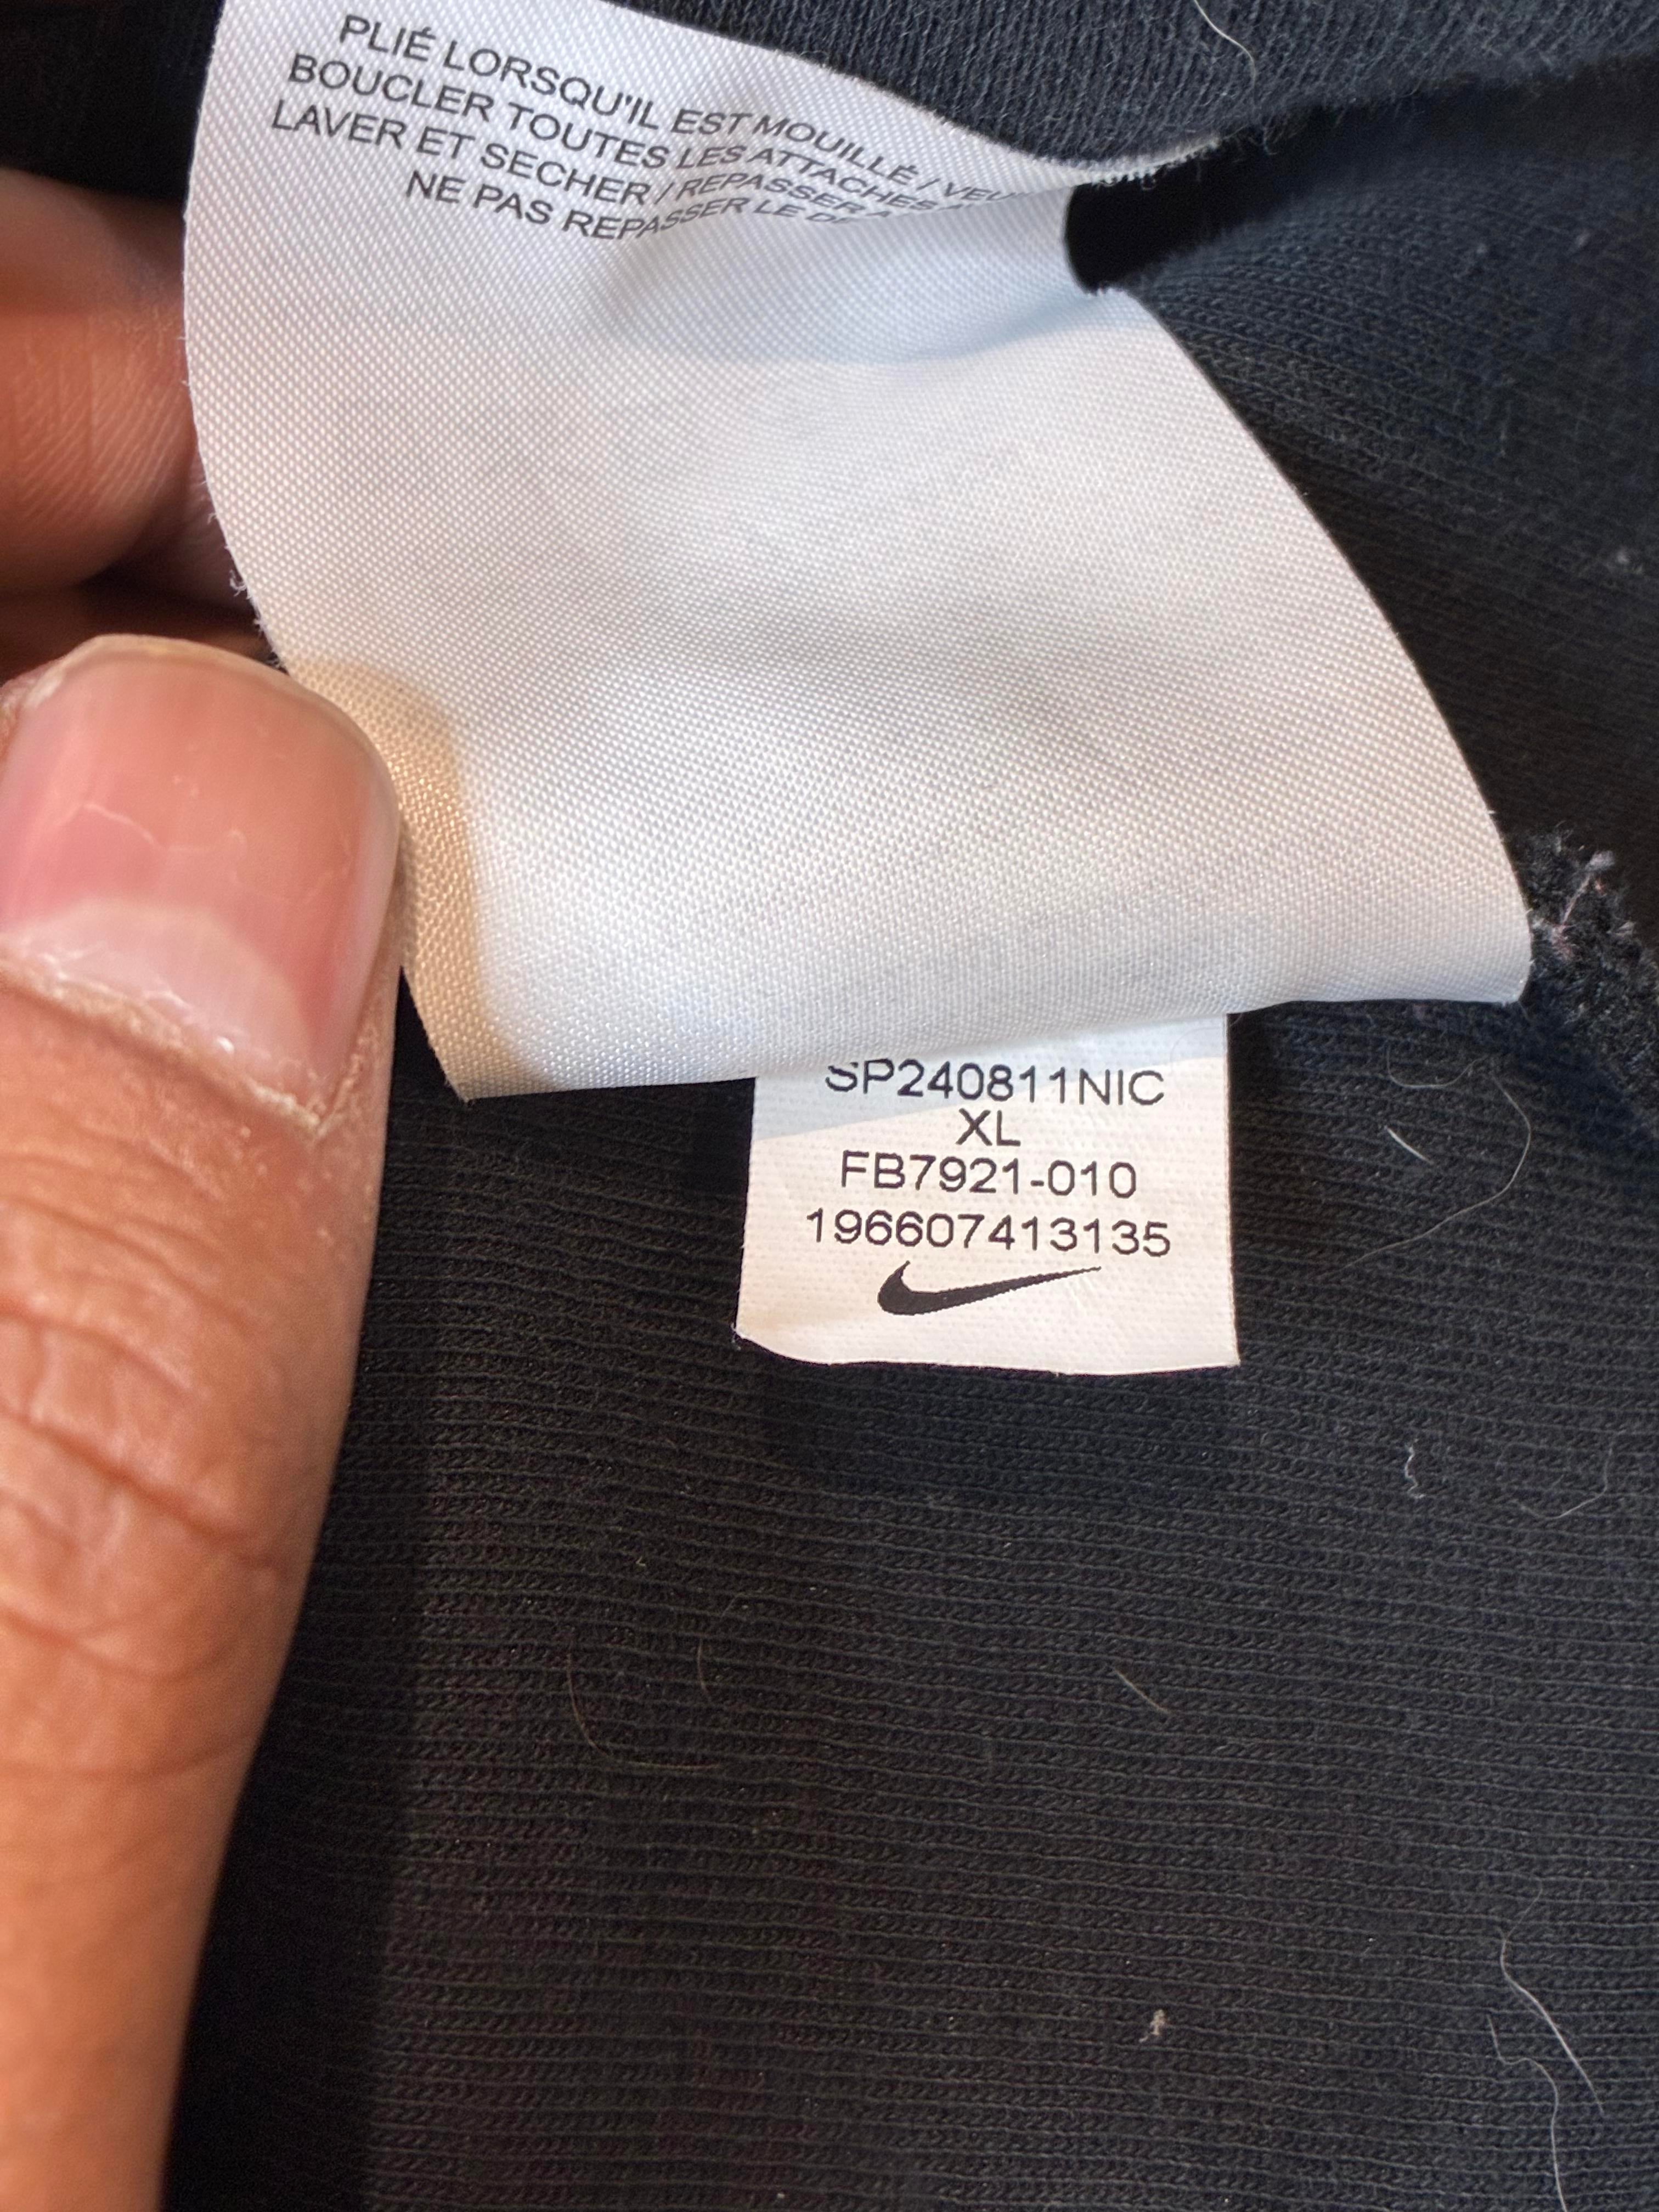 PLIÉ LORSQU'IL EST MOUILLÉ /
BOUCLER TOUTES LES ATTACHES
LAVER ET SECHER / REPASSER
NE PAS REPASSER LE
SP240811NIC
XL
FB7921-010
196607413135